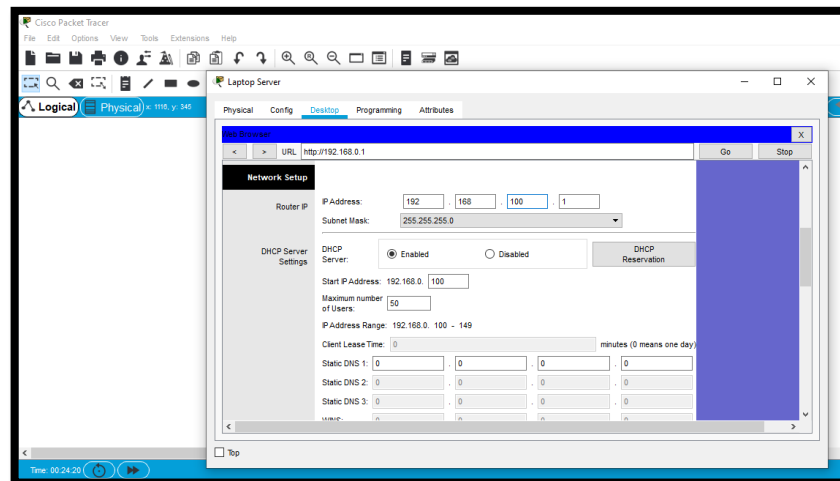 Cisco Packet Tracer
File Edit Options View Tools Extensions Help
Laptop Server
Logical Physical x: 1116, y: 345
Physical Config Desktop Programming Attributes
Web Browser X
< > URL http://192.168.0.1 Go Stop
Network Setup
Router IP
IP Address: 192 . 168 . 100 . 1
Subnet Mask: 255.255.255.0
DHCP Server Settings
DHCP Server: Enabled Disabled DHCP Reservation
Start IP Address: 192.168.0. 100
Maximum number of Users: 50
IP Address Range: 192.168.0. 100 - 149
Client Lease Time: 0 minutes (0 means one day)
Static DNS 1: 0 . 0 . 0 . 0
Static DNS 2: 0 . 0 . 0 . 0
Static DNS 3: 0 . 0 . 0 . 0
WINS: 0 . 0 . 0 . 0
Top
Time: 00:24:20